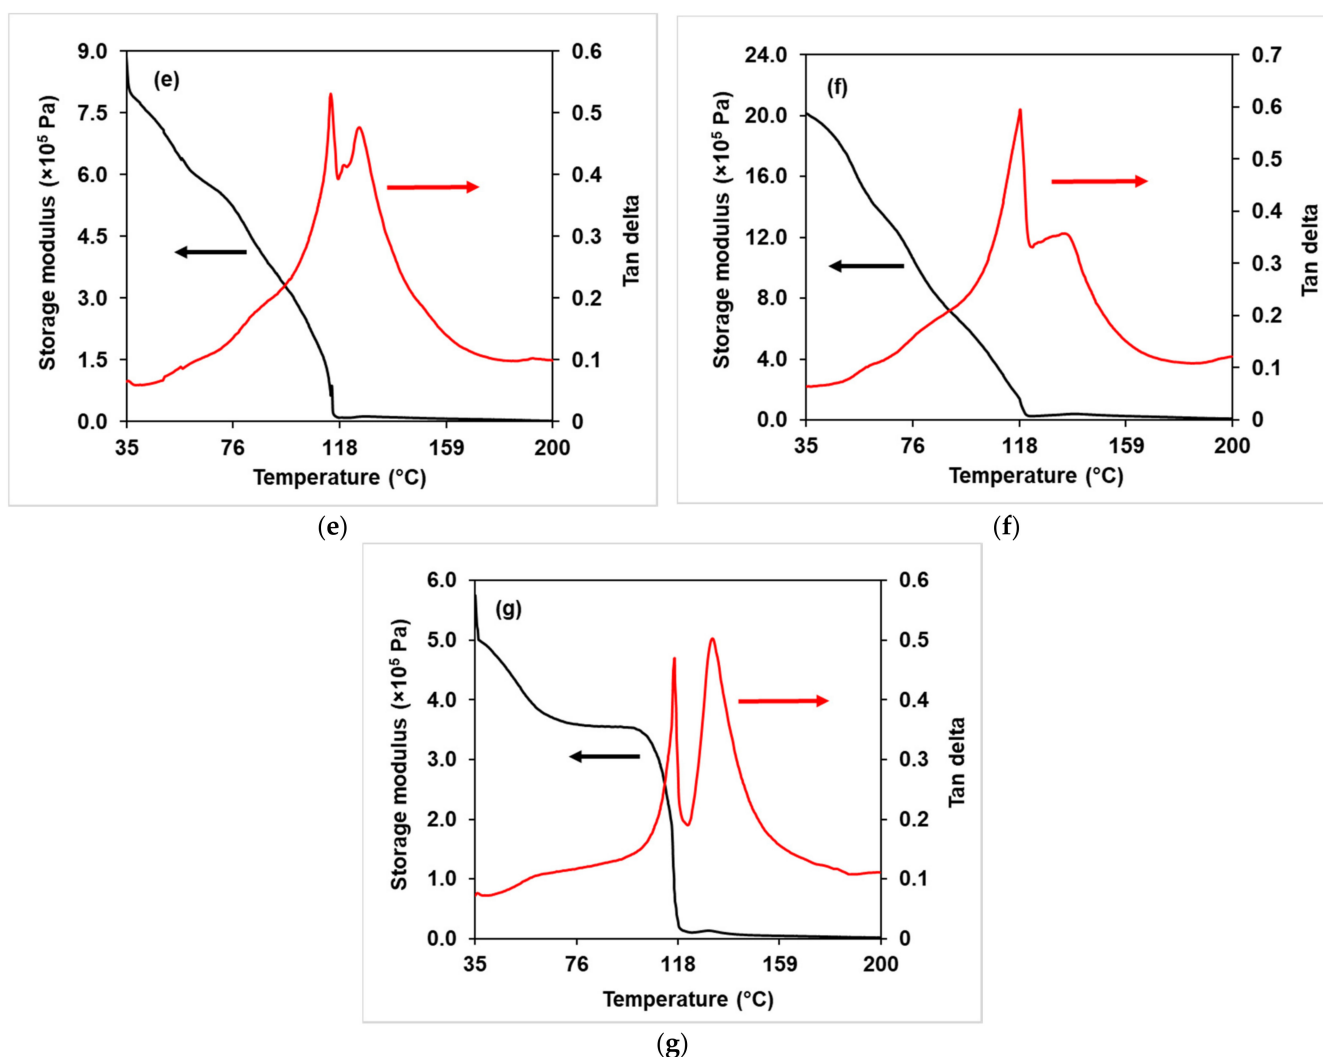 (e)
Storage modulus (×10⁵ Pa)
9.0
7.5
6.0
4.5
3.0
1.5
0.0
0.6
0.5
0.4
0.3
0.2
0.1
0
Tan delta
35 76 118 159 200
Temperature (°C)
(e)
(f)
Storage modulus (×10⁵ Pa)
24.0
20.0
16.0
12.0
8.0
4.0
0.0
0.7
0.6
0.5
0.4
0.3
0.2
0.1
0.0
Tan delta
35 76 118 159 200
Temperature (°C)
(f)
(g)
Storage modulus (×10⁵ Pa)
6.0
5.0
4.0
3.0
2.0
1.0
0.0
0.6
0.5
0.4
0.3
0.2
0.1
0
Tan delta
35 76 118 159 200
Temperature (°C)
(g)